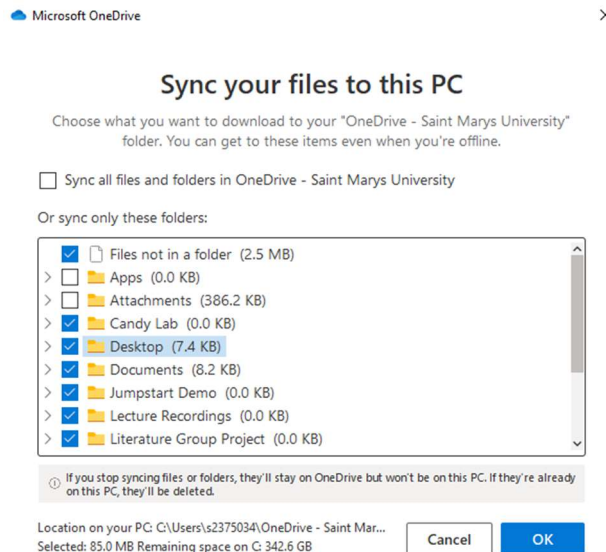 Microsoft OneDrive
Sync your files to this PC
Choose what you want to download to your "OneDrive - Saint Marys University"
folder. You can get to these items even when you're offline.
Sync all files and folders in OneDrive - Saint Marys University
Or sync only these folders:
Files not in a folder (2.5 MB)
Apps (0.0 KB)
Attachments (386.2 KB)
Candy Lab (0.0 KB)
Desktop (7.4 KB)
Documents (8.2 KB)
Jumpstart Demo (0.0 KB)
Lecture Recordings (0.0 KB)
Literature Group Project (0.0 KB)
If you stop syncing files or folders, they'll stay on OneDrive but won't be on this PC. If they're already
on this PC, they'll be deleted.
Location on your PC: C:\Users\s2375034\OneDrive - Saint Mar...
Selected: 85.0 MB Remaining space on C: 342.6 GB
Cancel
OK